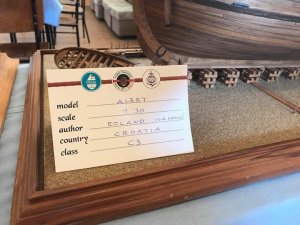 model ALERT
scale 1:30
author ROLAND
country CROATIA
class C3